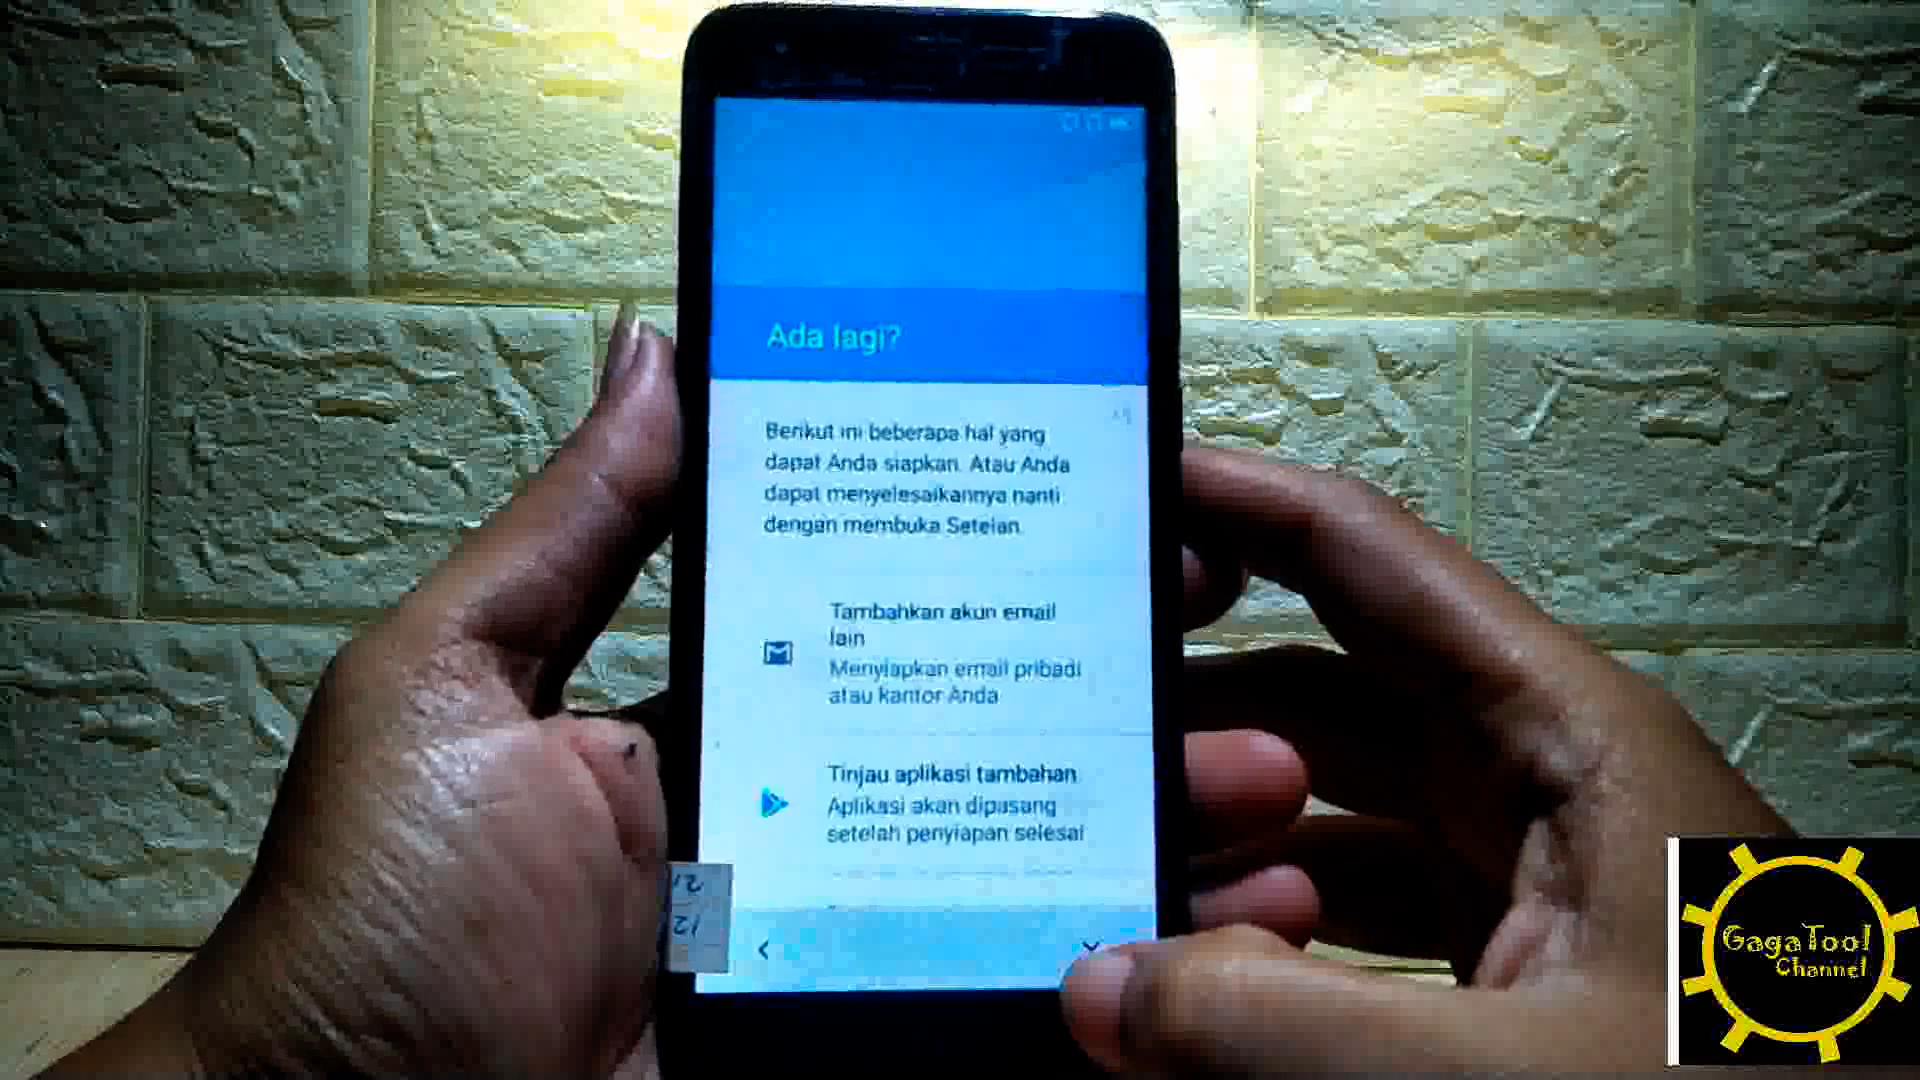 Ada lagi?
Berikut ini beberapa hal yang
dapat Anda siapkan. Atau Anda
dapat menyelesaikannya nanti
dengan membuka Setelan.
Tambahkan akun email
lain
Menyiapkan email pribadi
atau kantor Anda
Tinjau aplikasi tambahan
Aplikasi akan dipasang
setelah penyiapan selesai
GagaTool
Channel